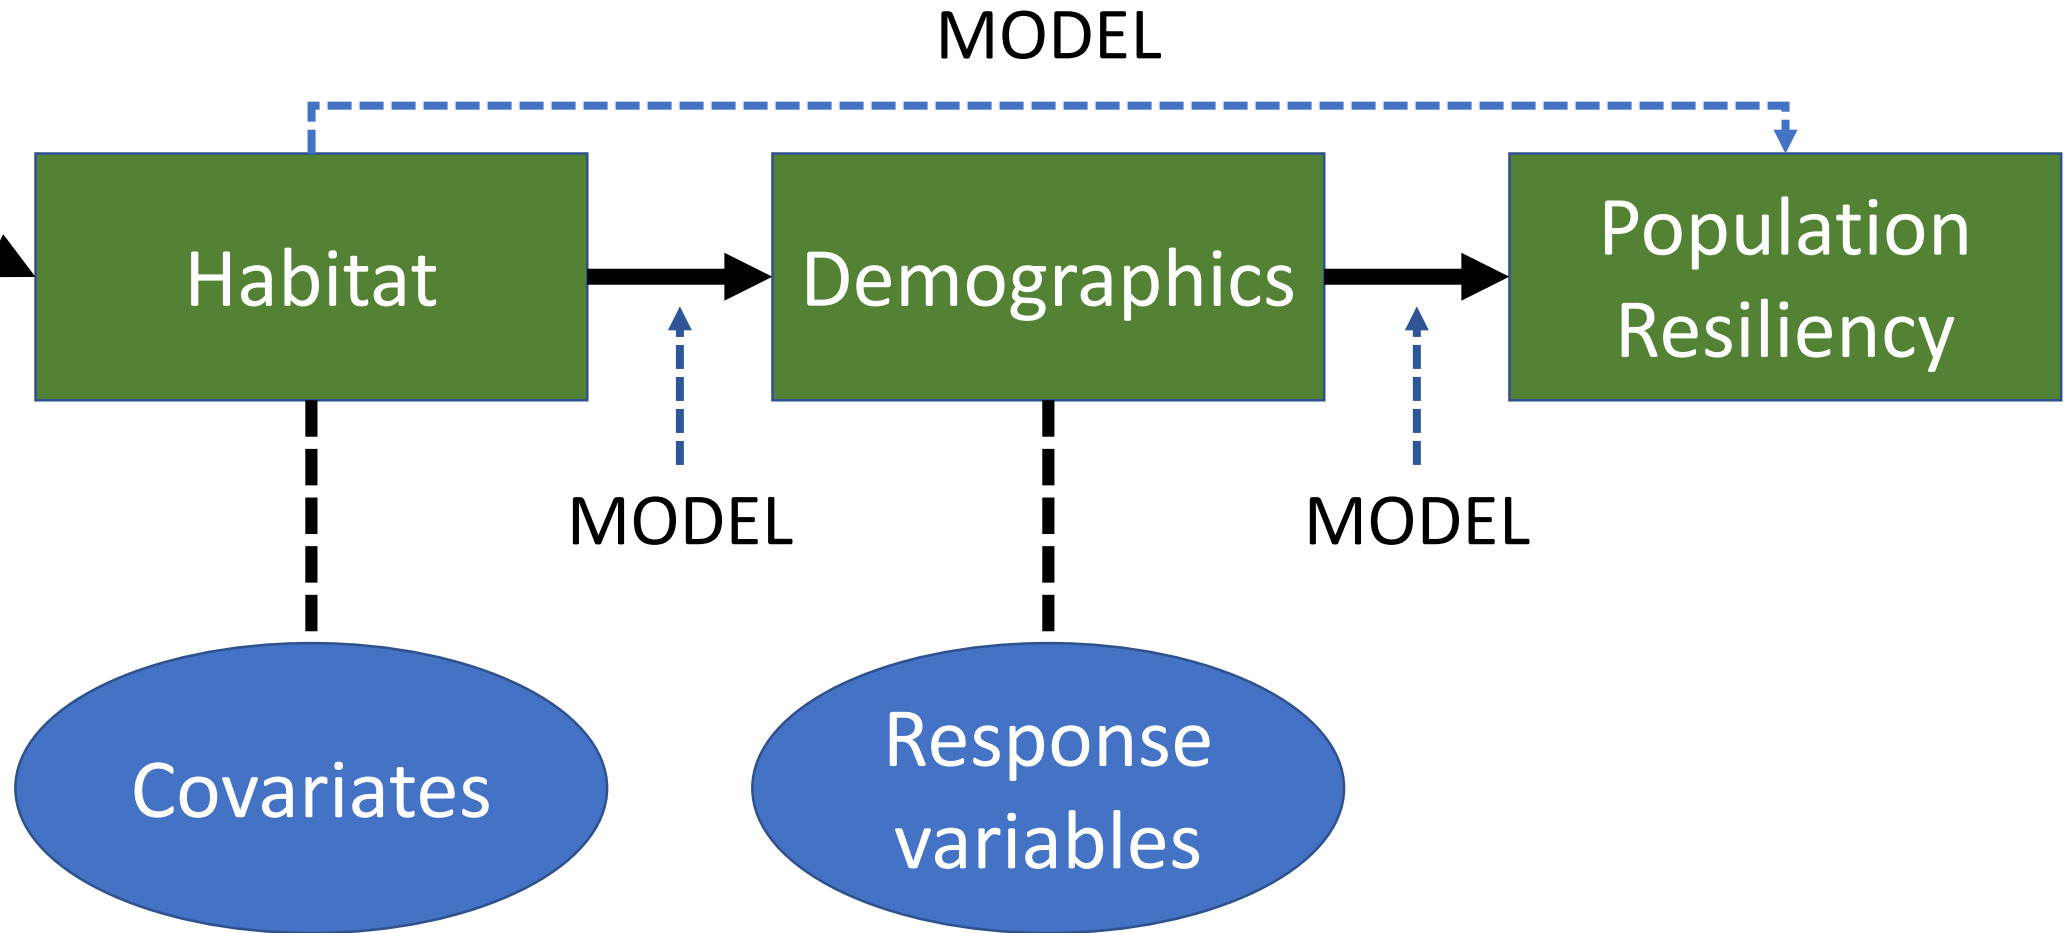 MODEL
Habitat
Demographics
Population
Resiliency
MODEL
MODEL
Covariates
Response
variables